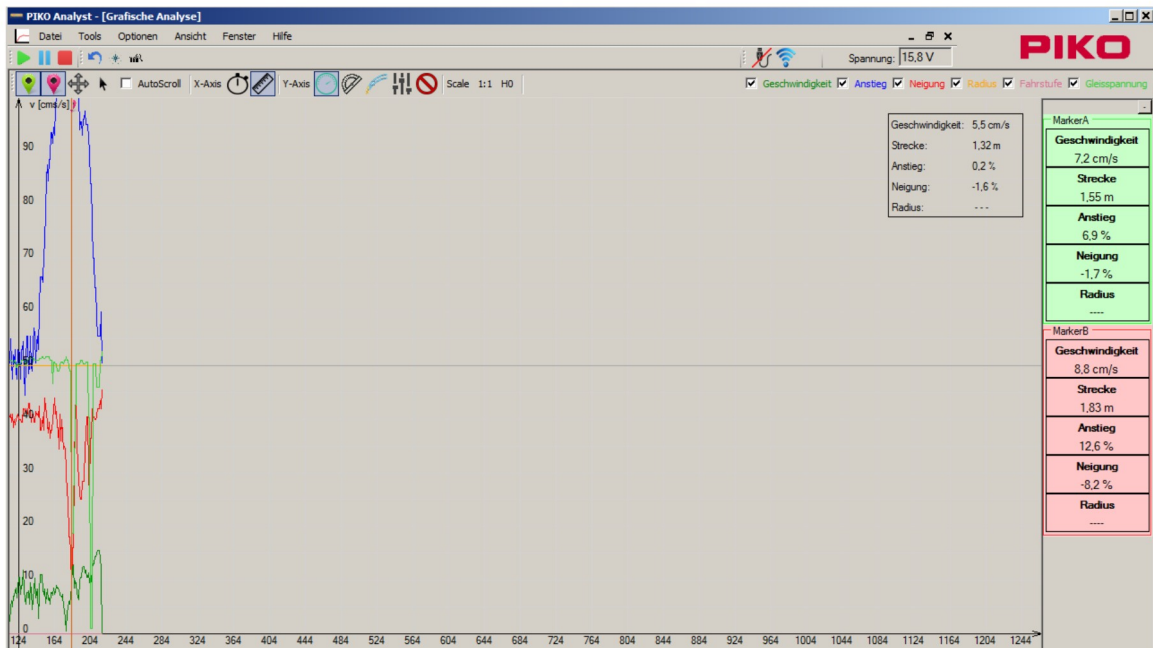 PIKO Analyst - [Grafische Analyse]
Datei Tools Optionen Ansicht Fenster Hilfe
Spannung: 15,8 V
PIKO
AutoScroll X-Axis Y-Axis Scale 1:1 H0
Geschwindigkeit Anstieg Neigung Radius Fahrstufe Gleisspannung
v [cms/s]
90
80
70
60
50
40
30
20
10
0
124 164 204 244 284 324 364 404 444 484 524 564 604 644 684 724 764 804 844 884 924 964 1004 1044 1084 1124 1164 1204 1244
Geschwindigkeit: 5,5 cm/s
Strecke: 1,32 m
Anstieg: 0,2 %
Neigung: -1,6 %
Radius: - - -
MarkerA
Geschwindigkeit
7,2 cm/s
Strecke
1,55 m
Anstieg
6,9 %
Neigung
-1,7 %
Radius
----
MarkerB
Geschwindigkeit
8,8 cm/s
Strecke
1,83 m
Anstieg
12,6 %
Neigung
-8,2 %
Radius
----